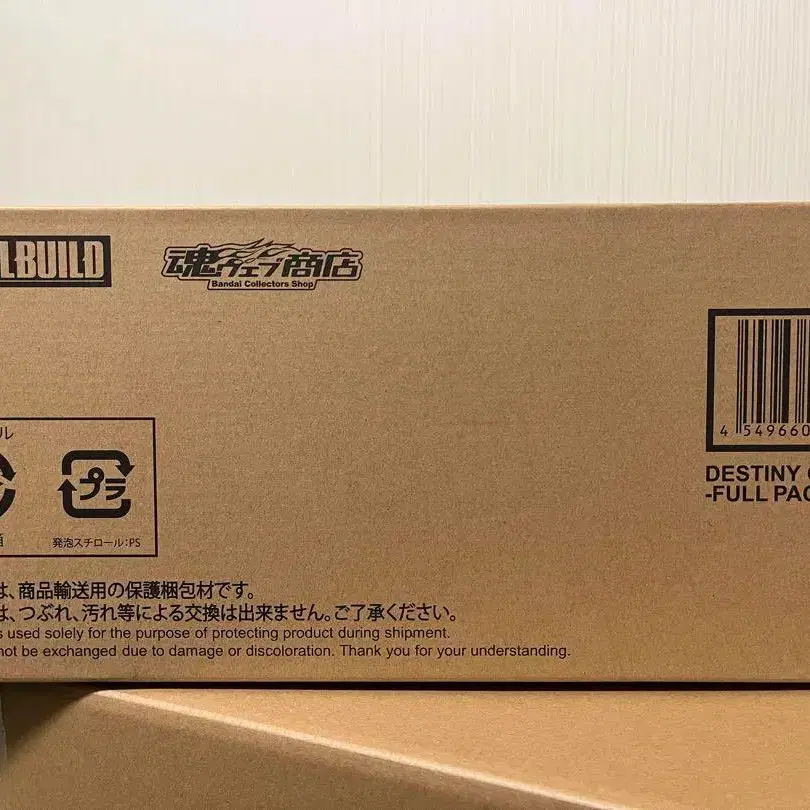 LBUILD
魂ウェブ商店
Bandai Collectors Shop
4 549660
DESTINY
-FULL PAC
ル
プラ
箱
発泡スチロール:PS
は、商品輸送用の保護梱包材です。
は、つぶれ、汚れ等による交換は出来ません。ご了承ください。
s used solely for the purpose of protecting product during shipment.
not be exchanged due to damage or discoloration. Thank you for your understanding.